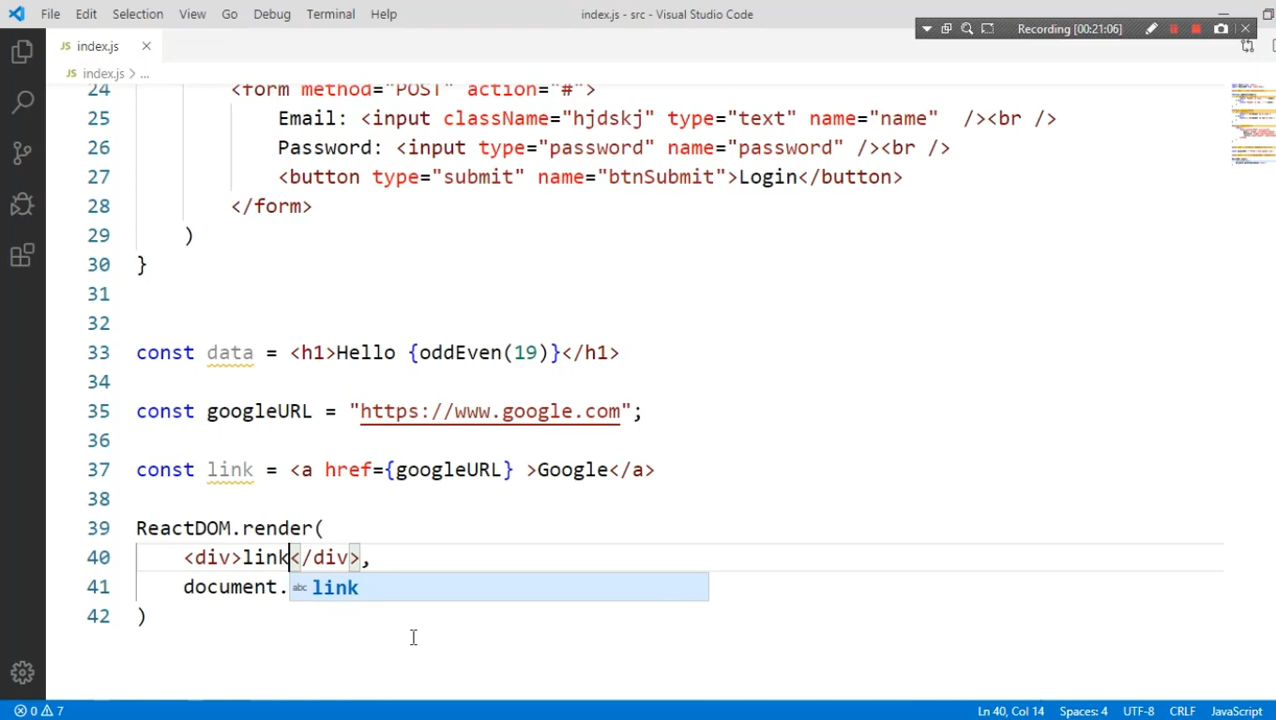 File Edit Selection View Go Debug Terminal Help index.js - src - Visual Studio Code
Recording [00:21:06]
JS index.js
JS index.js > ...
24 <form method="POST" action="#">
25 Email: <input className="hjdskj" type="text" name="name"  /><br />
26 Password: <input type="password" name="password" /><br />
27 <button type="submit" name="btnSubmit">Login</button>
28 </form>
29 )
30 }
31
32
33 const data = <h1>Hello {oddEven(19)}</h1>
34
35 const googleURL = "https://www.google.com";
36
37 const link = <a href={googleURL} >Google</a>
38
39 ReactDOM.render(
40 <div>link</div>,
41 document.
abc link
42 )
0 7 Ln 40, Col 14 Spaces: 4 UTF-8 CRLF JavaScript